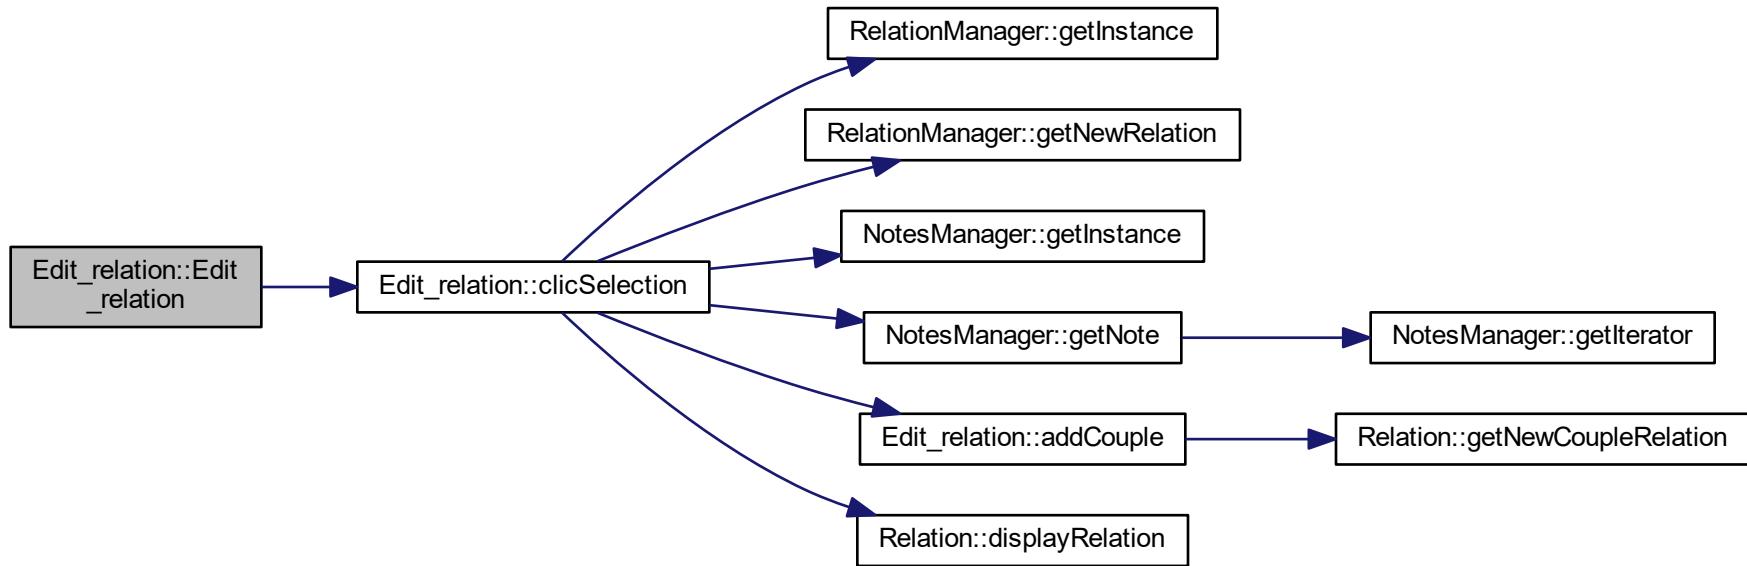 Edit_relation::Edit
_relation
Edit_relation::clicSelection
RelationManager::getInstance
RelationManager::getNewRelation
NotesManager::getInstance
NotesManager::getNote
NotesManager::getIterator
Edit_relation::addCouple
Relation::getNewCoupleRelation
Relation::displayRelation